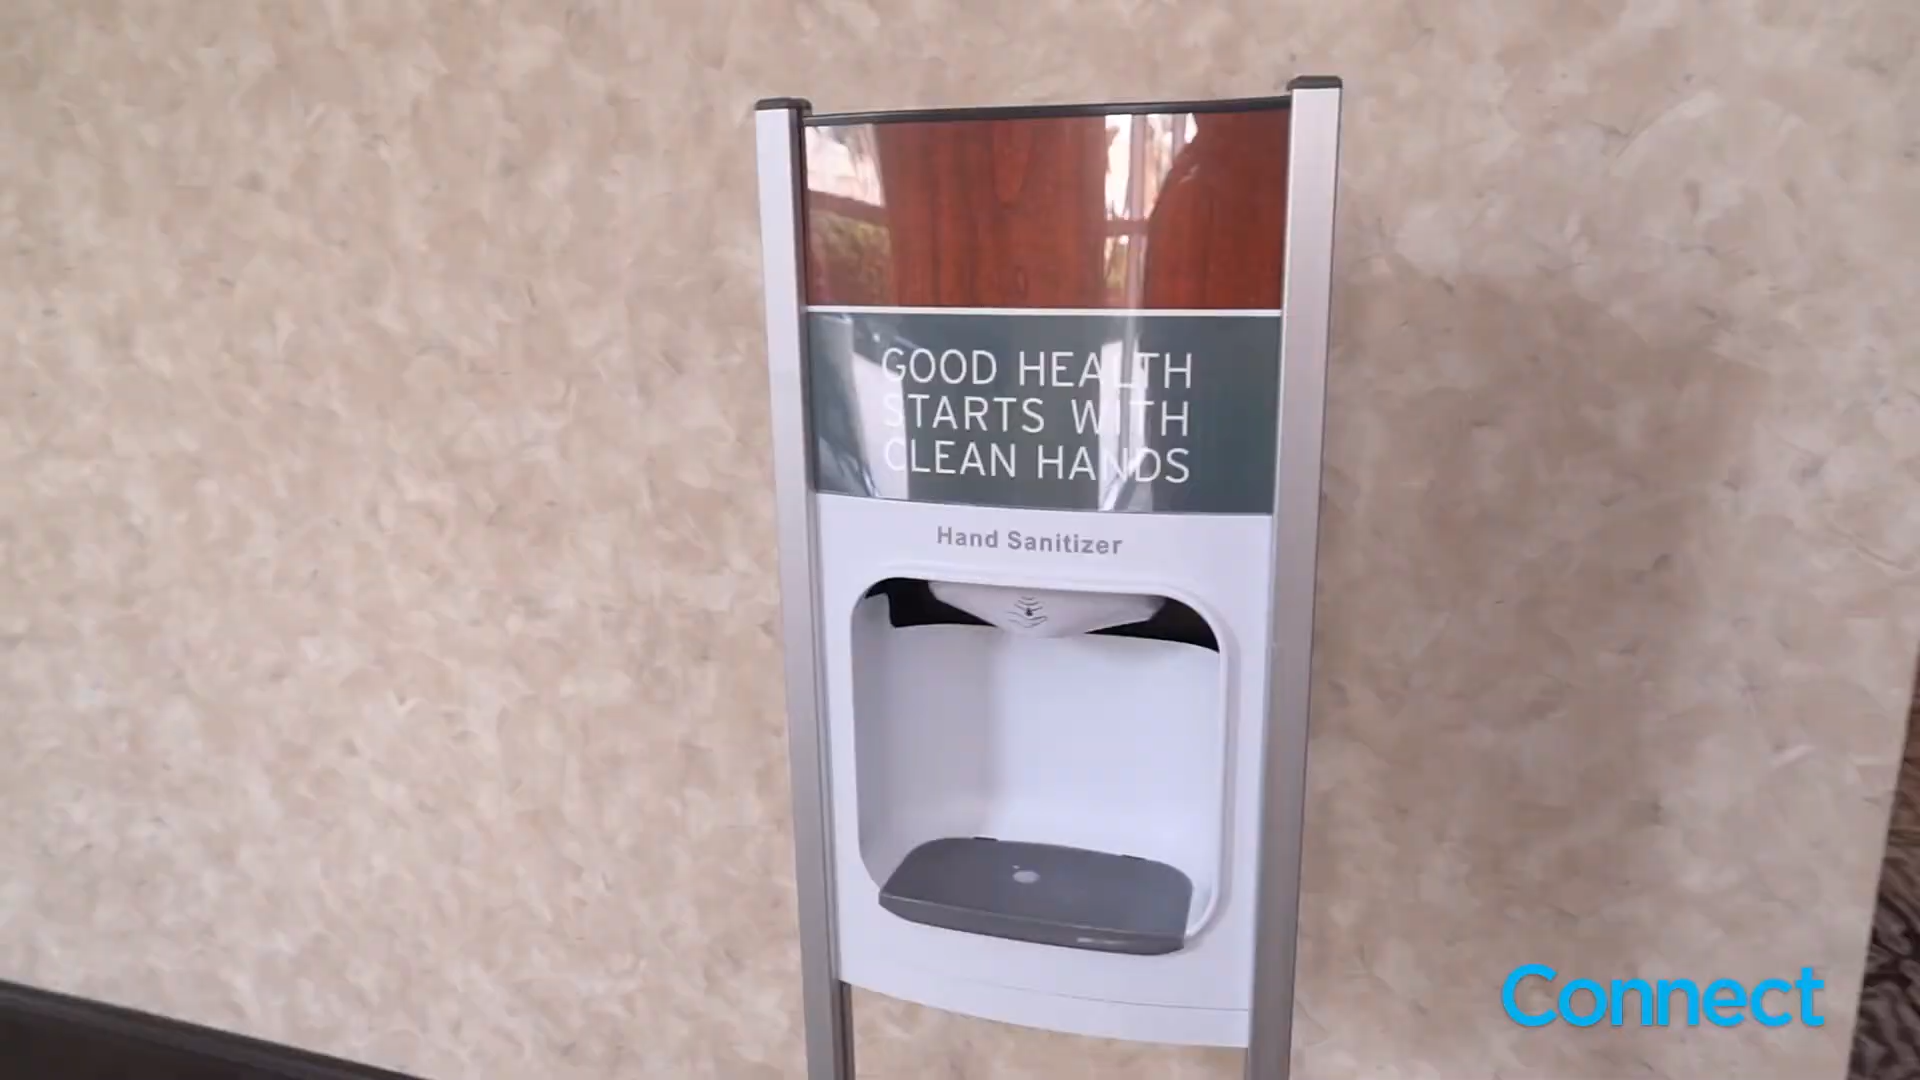 GOOD HEALTH
STARTS WITH
CLEAN HANDS
Hand Sanitizer
Connect